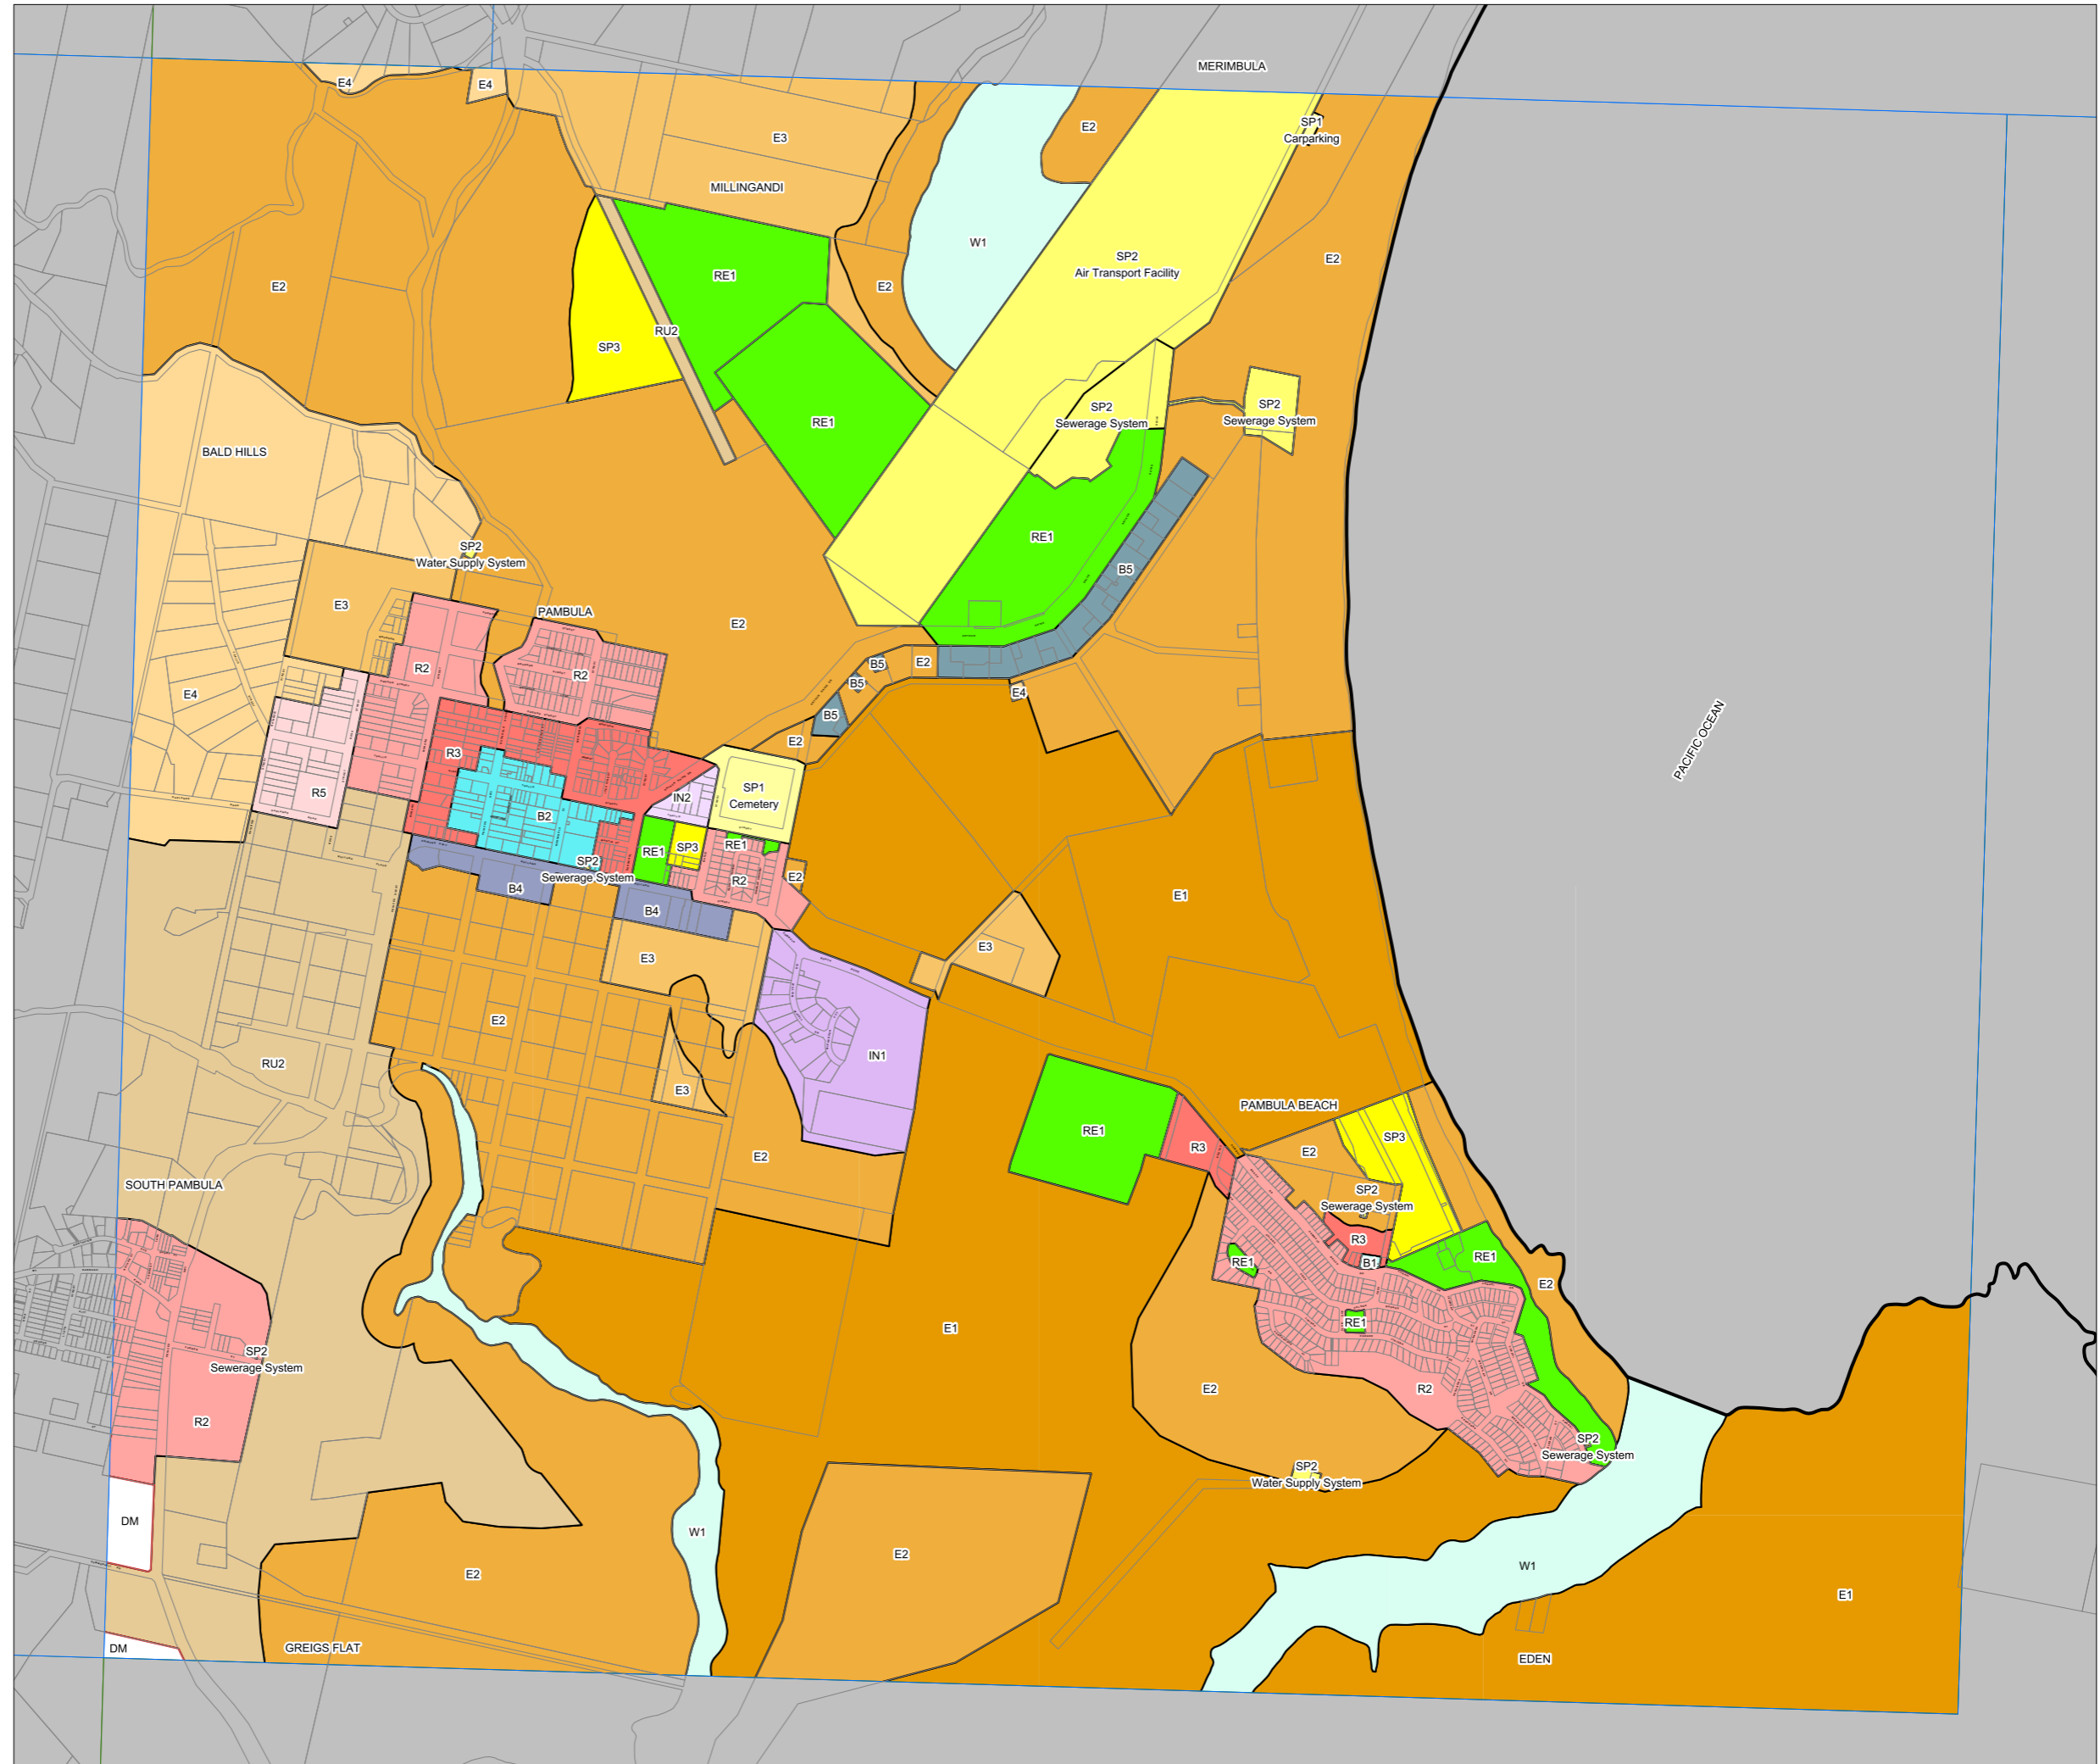 MERIMBULA
E4
E4
SP1
Carparking
E2
E3
MILLINGANDI
W1
SP2
Air Transport Facility
E2
RE1
E2
E2
RU2
SP3
SP2
Sewerage System
SP2
Sewerage System
RE1
BALD HILLS
RE1
SP2
Water Supply System
B5
E3
PAMBULA
E2
R2
R2
B5
E2
B5
E4
E4
B5
PACIFIC OCEAN
E2
R3
R5
IN2
SP1
Cemetery
B2
RE1
SP3
RE1
SP2
Sewerage System
R2
E2
B4
B4
E1
E3
E3
E2
IN1
RU2
E3
PAMBULA BEACH
RE1
SP3
R3
E2
E2
SOUTH PAMBULA
SP2
Sewerage System
R3
RE1
B1
RE1
E2
RE1
E1
SP2
Sewerage System
E2
R2
R2
SP2
Sewerage System
SP2
Water Supply System
DM
W1
E2
W1
E2
E1
DM
GREIGS FLAT
EDEN